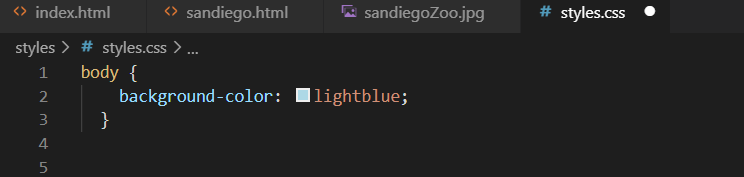 <> index.html <> sandiego.html sandiegoZoo.jpg # styles.css
styles > # styles.css > ...
1 body {
2 background-color: lightblue;
3 }
4
5